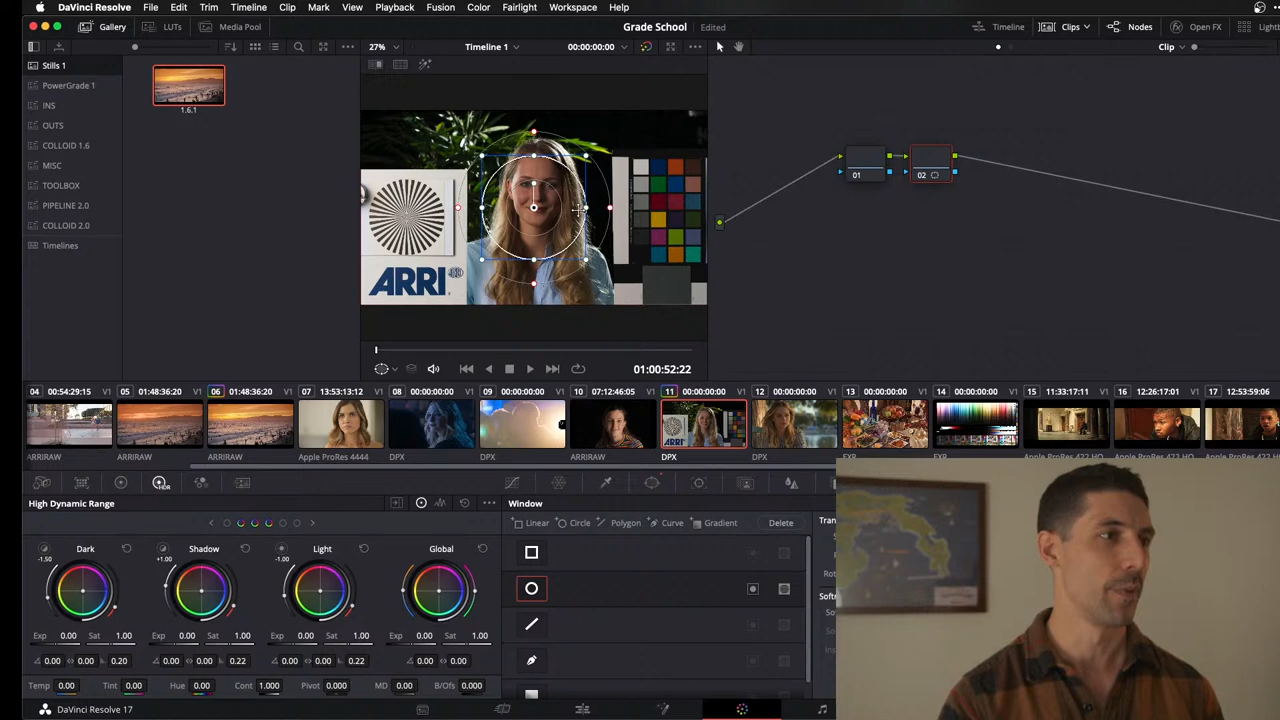 DaVinci Resolve File Edit Trim Timeline Clip Mark View Playback Fusion Color Fairlight Workspace Help
Gallery LUTs Media Pool Grade School Edited Timeline Clips Nodes Open FX
27% Timeline 1 00:00:00:00 Clip
Stills 1
PowerGrade 1
INS
OUTS
COLLOID 1.6
MISC
TOOLBOX
PIPELINE 2.0
COLLOID 2.0
Timelines
1.6.1
ARRI
01 02
01:00:52:22
04 00:54:29:15 V1 05 01:48:36:20 V1 06 01:48:36:20 V1 07 13:53:13:12 V1 08 00:00:00:00 V1 09 00:00:00:00 V1 10 07:12:46:05 V1 11 00:00:00:00 V1 12 00:00:00:00 V1 13 00:00:00:00 V1 14 00:00:00:00 V1 15 11:33:17:11 V1 16 12:26:17:01 V1 17 12:53:59:06
ARRI
ARRIRAW ARRIRAW ARRIRAW Apple ProRes 4444 DPX DPX ARRIRAW DPX DPX EXR
High Dynamic Range Window
Linear Circle Polygon Curve Gradient Delete
Dark Shadow Light Global
-1.50 +1.00 -1.00
Exp 0.00 Sat 1.00 Exp 0.00 Sat 1.00 Exp 0.00 Sat 1.00 Exp 0.00 Sat 1.00
0.00 0.00 0.20 0.00 0.00 0.22 0.00 0.00 0.22 0.00 0.00
Temp 0.00 Tint 0.00 Hue 0.00 Cont 1.000 Pivot 0.000 MD 0.00 B/Ofs 0.000
DaVinci Resolve 17